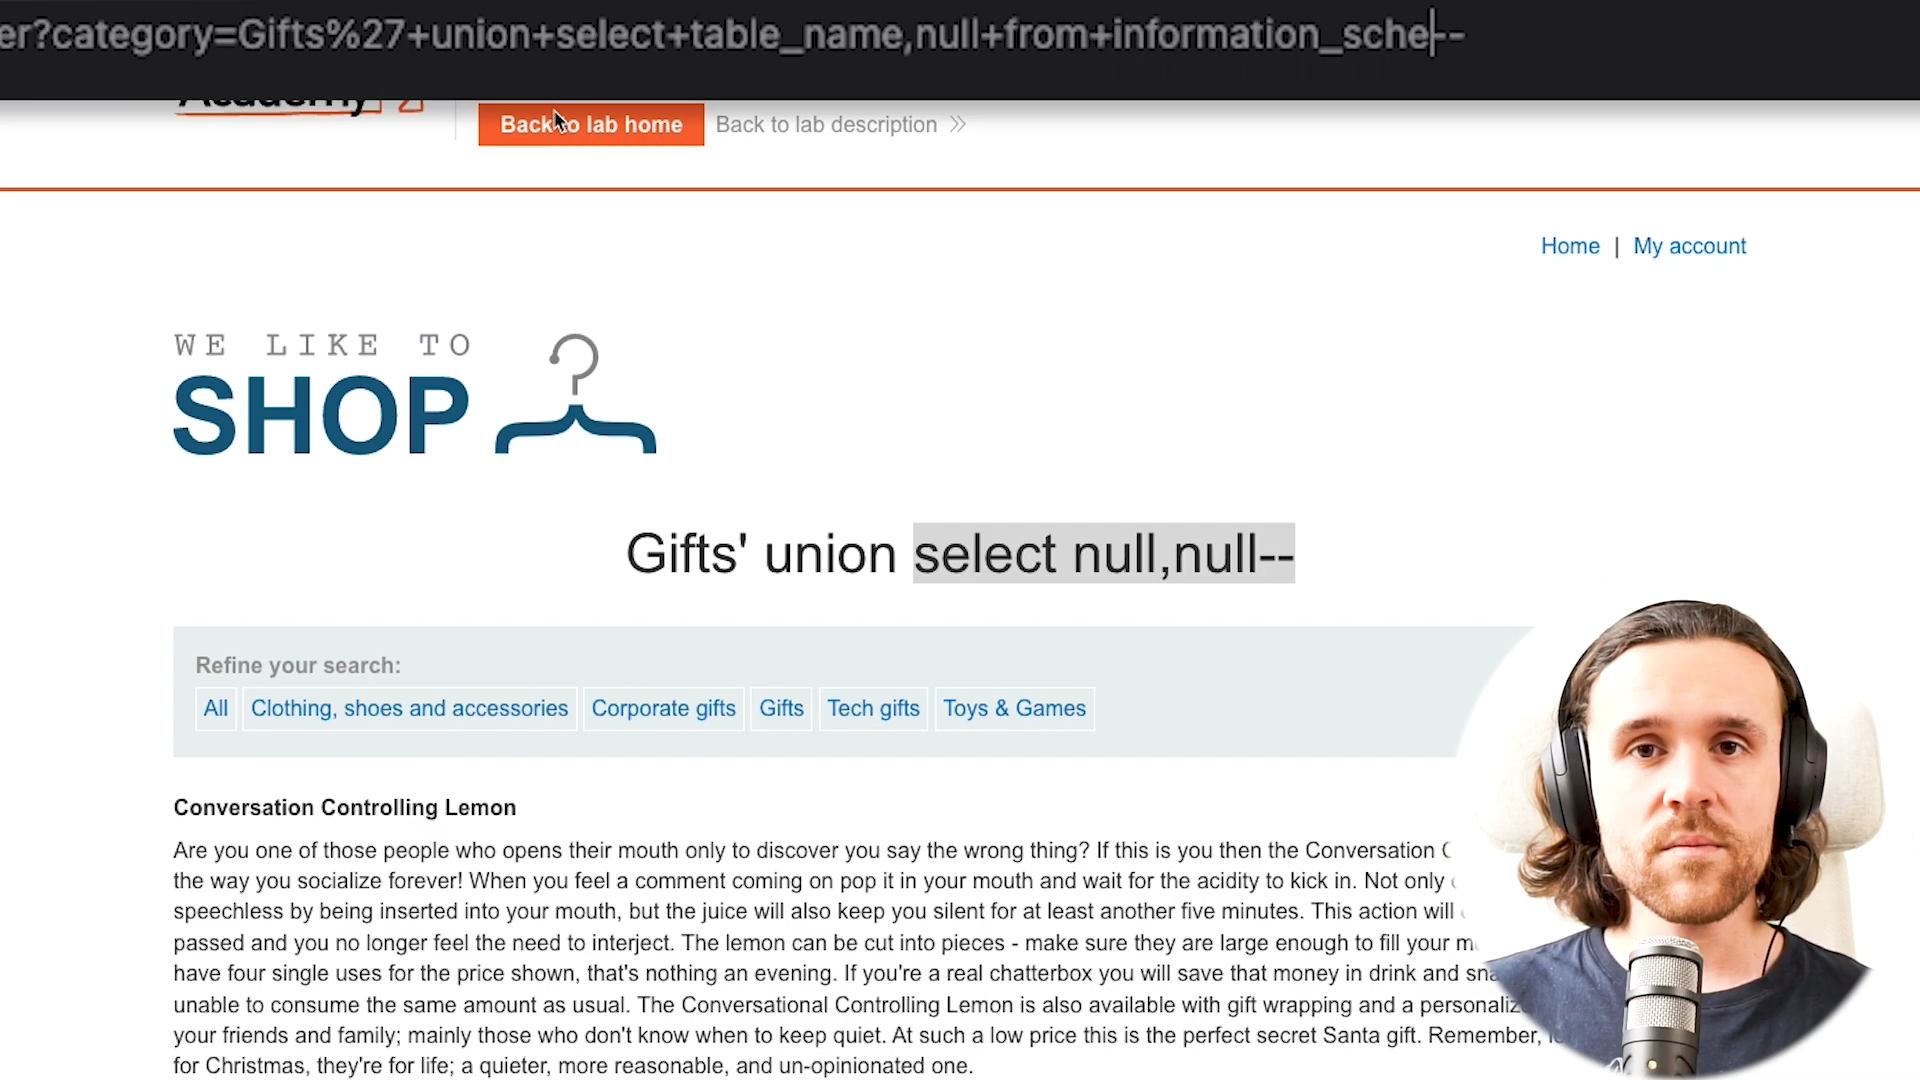 er?category=Gifts%27+union+select+table_name,null+from+information_sche--
Academy
Back to lab home
Back to lab description
Home | My account
WE LIKE TO
SHOP
Gifts' union select null,null--
Refine your search:
All
Clothing, shoes and accessories
Corporate gifts
Gifts
Tech gifts
Toys & Games
Conversation Controlling Lemon
Are you one of those people who opens their mouth only to discover you say the wrong thing? If this is you then the Conversation
the way you socialize forever! When you feel a comment coming on pop it in your mouth and wait for the acidity to kick in. Not only
speechless by being inserted into your mouth, but the juice will also keep you silent for at least another five minutes. This action will
passed and you no longer feel the need to interject. The lemon can be cut into pieces - make sure they are large enough to fill your
have four single uses for the price shown, that's nothing an evening. If you're a real chatterbox you will save that money in drink and
unable to consume the same amount as usual. The Conversational Controlling Lemon is also available with gift wrapping and a
your friends and family; mainly those who don't know when to keep quiet. At such a low price this is the perfect secret Santa gift. Remember,
for Christmas, they're for life; a quieter, more reasonable, and un-opinionated one.